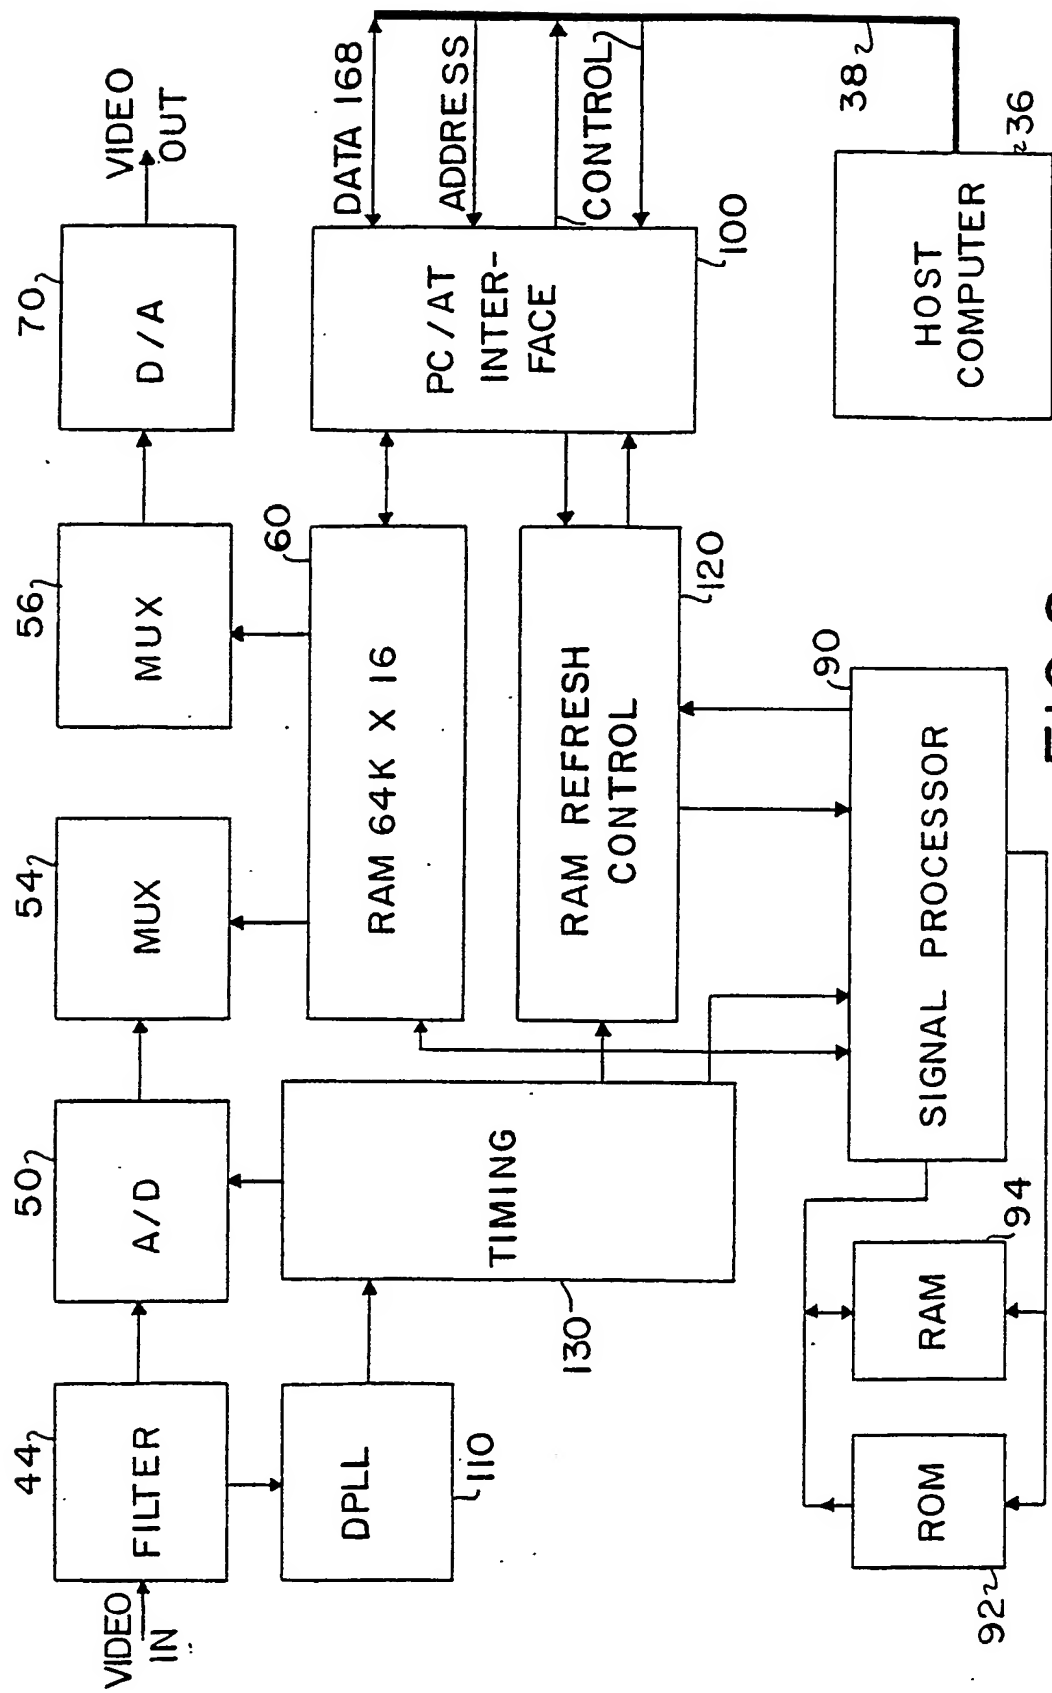 VIDEO
IN
44
FILTER
50
A/D
54
MUX
56
MUX
70
D/A
VIDEO
OUT
DPLL
110
TIMING
130
60
RAM 64K X 16
RAM REFRESH
CONTROL
120
PC/AT
INTER-
FACE
100
DATA 168
ADDRESS
CONTROL
38
HOST
COMPUTER
36
90
SIGNAL PROCESSOR
ROM
92
RAM
94